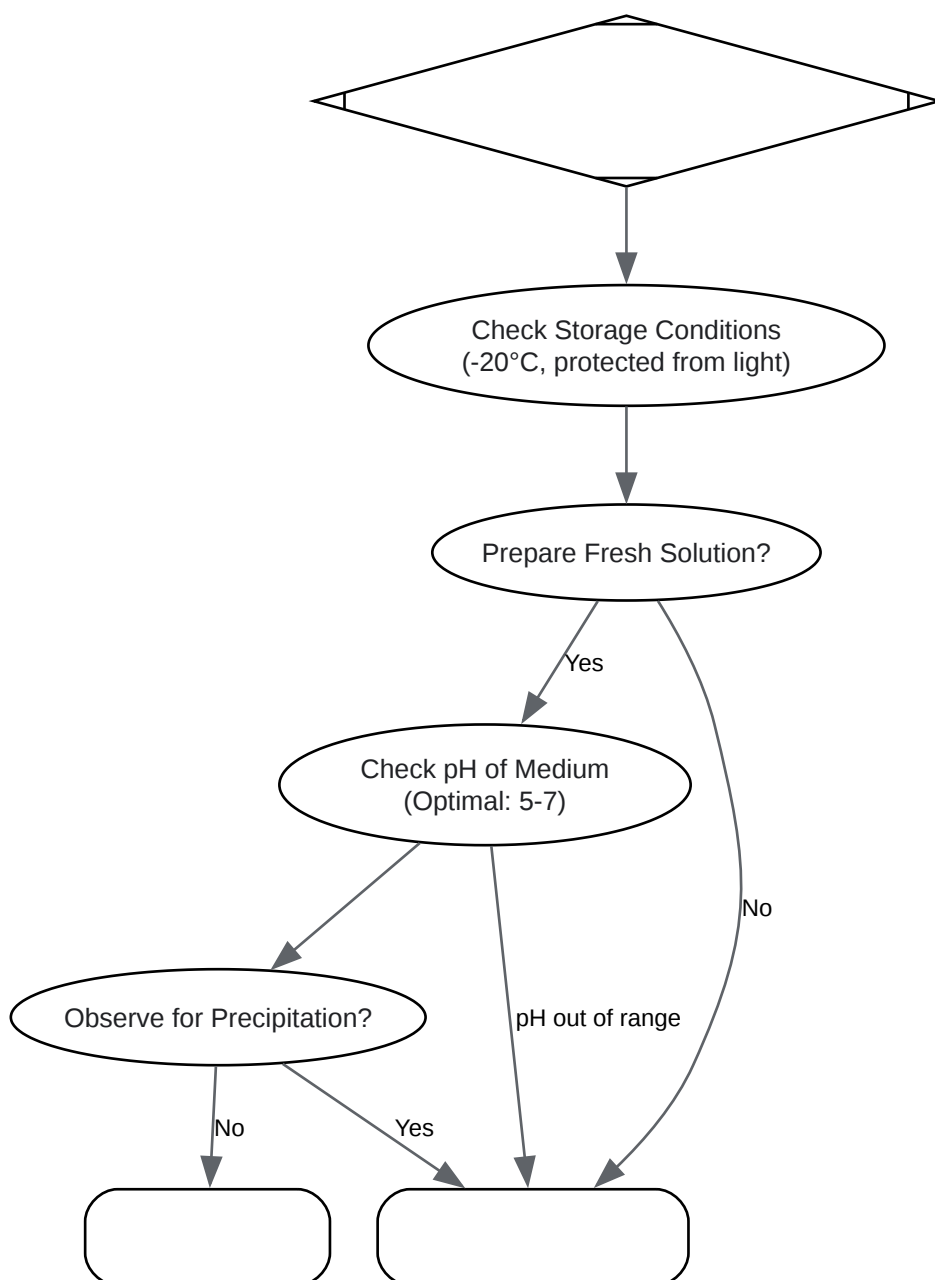 Check Storage Conditions
(-20°C, protected from light)
Prepare Fresh Solution?
Yes
Check pH of Medium
(Optimal: 5-7)
No
Observe for Precipitation?
pH out of range
No
Yes